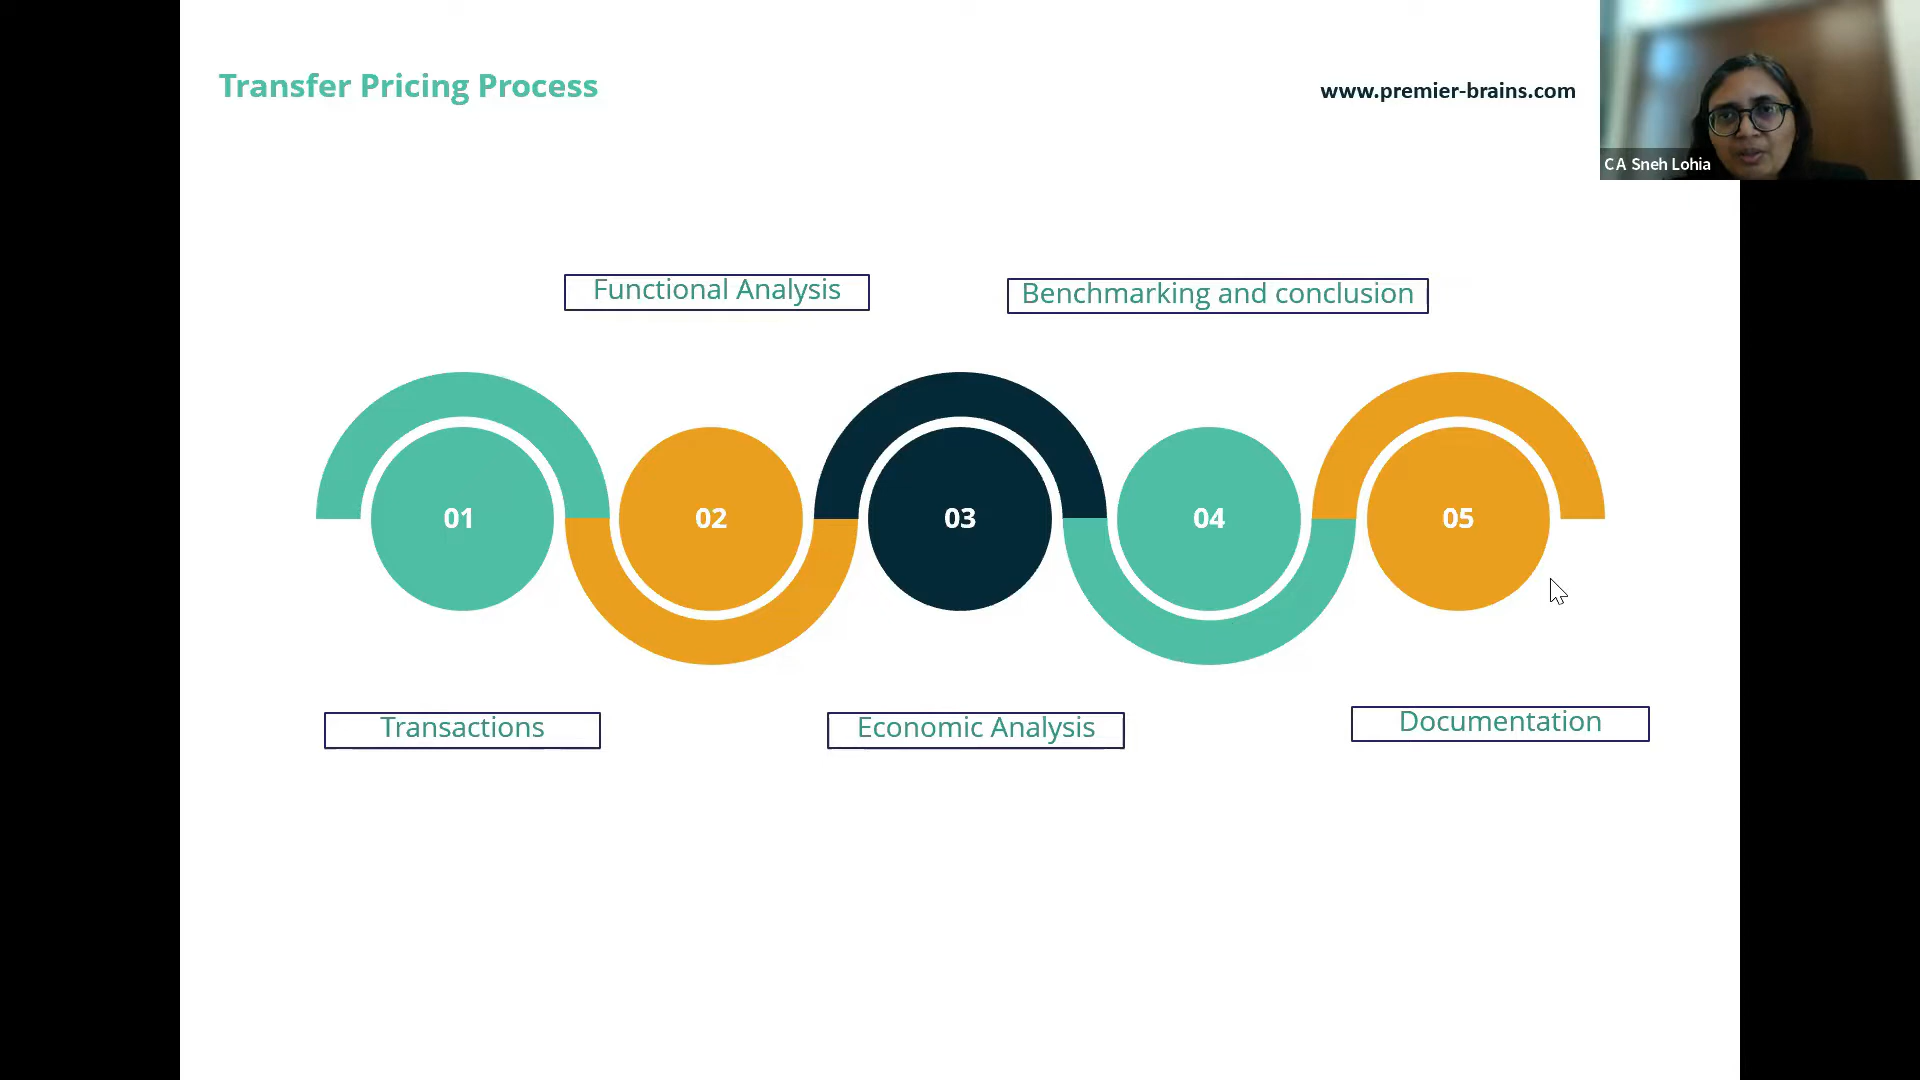 Transfer Pricing Process
www.premier-brains.com
CA Sneh Lohia
Functional Analysis
Benchmarking and conclusion
01
02
03
04
05
Transactions
Economic Analysis
Documentation